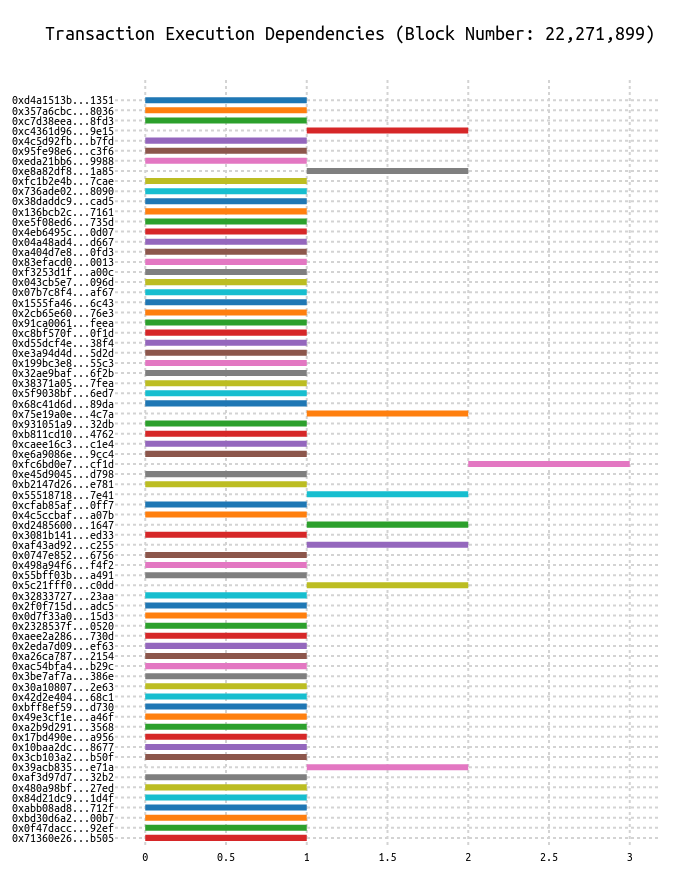 Transaction Execution Dependencies (Block Number: 22,271,899)
0xd4a1513b...1351
0x357a6cbc...8036
0xc7d38eea...8fd3
0xc4361d96...9e15
0x4c5d92fb...b7fd
0x95fe98e6...c3f6
0xeda21bb6...9988
0xe8a82df8...1a85
0xfc1b2e4b...7cae
0x736ade02...8090
0x38daddc9...cad5
0x136bcb2c...7161
0xe5f08ed6...735d
0x4eb6495c...0d07
0x04a48ad4...d667
0xa404d7e8...0fd3
0x83efacd0...0013
0xf3253d1f...a00c
0x043cb5e7...096d
0x07b7c8f4...af67
0x1555fa46...6c43
0x2cb65e60...76e3
0x91ca0061...feea
0xc8bf570f...0f1d
0xd55dcf4e...38f4
0xe3a94d4d...5d2d
0x199bc3e8...55c3
0x32ae9baf...6f2b
0x38371a05...7fea
0x5f9038bf...6ed7
0x68c41d6d...89da
0x75e19a0e...4c7a
0x931051a9...32db
0xb811cd10...4762
0xcaee16c3...c1e4
0xe6a9086e...9cc4
0xfc6bd0e7...cf1d
0xe45d9045...d798
0xb2147d26...e781
0x55518718...7e41
0xcfab85af...0ff7
0x4c5ccbaf...a07b
0xd2485600...1647
0x3081b141...ed33
0xaf43ad92...c255
0x0747e852...6756
0x498a94f6...f4f2
0x55bff03b...a491
0x5c21fff0...c0dd
0x32833727...23aa
0x2f0f715d...adc5
0x0d7f33a0...15d3
0x2328537f...0520
0xaee2a286...730d
0x2eda7d09...ef63
0xa26ca787...2154
0xac54bfa4...b29c
0x3be7af7a...386e
0x30a10807...2e63
0x42d2e404...68c1
0xbff8ef59...d730
0x49e3cf1e...a46f
0xa2b9d291...3568
0x17bd490e...a956
0x10baa2dc...8677
0x3cb103a2...b50f
0x39acb835...e71a
0xaf3d97d7...32b2
0x480a98bf...27ed
0x84d21dc9...1d4f
0xabb08ad8...712f
0xbd30d6a2...00b7
0x0f47dacc...92ef
0x71360e26...b505
0 0.5 1 1.5 2 2.5 3